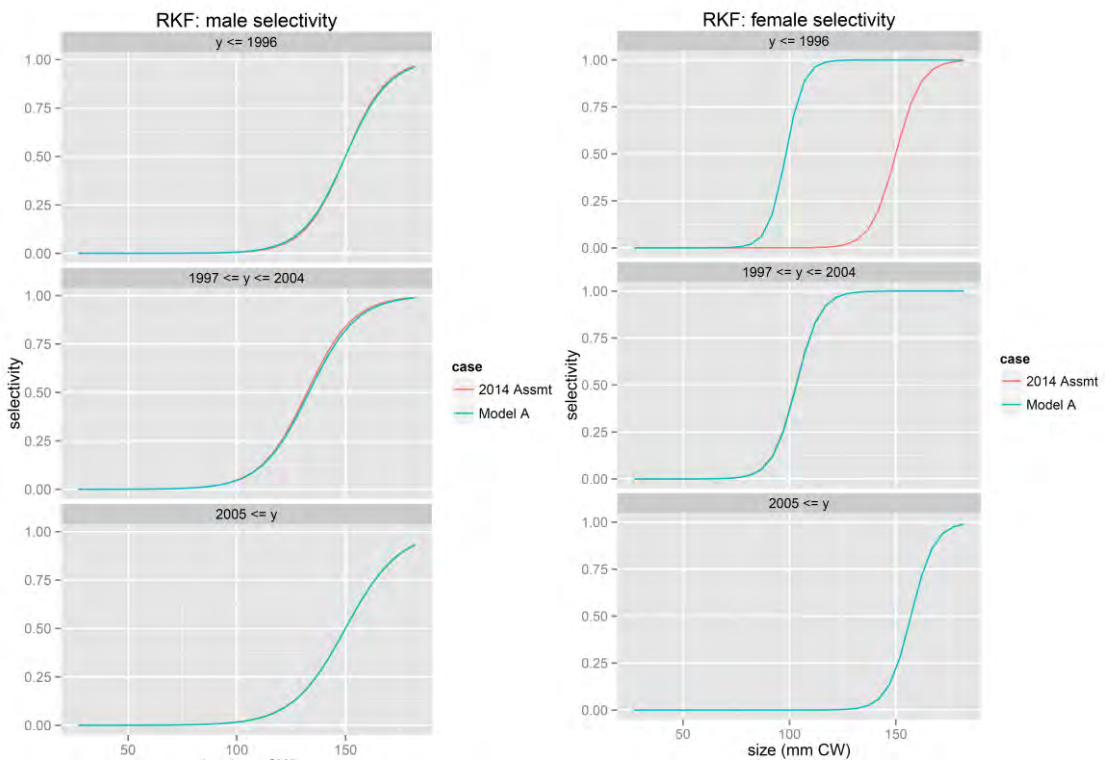 RKF: male selectivity
y <= 1996
1.00
0.75
0.50
0.25
0.00
1997 <= y <= 2004
1.00
0.75
0.50
0.25
0.00
2005 <= y
1.00
0.75
0.50
0.25
0.00
selectivity
50
100
150
case
2014 Assmt
Model A
RKF: female selectivity
y <= 1996
1.00
0.75
0.50
0.25
0.00
1997 <= y <= 2004
1.00
0.75
0.50
0.25
0.00
2005 <= y
1.00
0.75
0.50
0.25
0.00
selectivity
50
100
150
size (mm CW)
case
2014 Assmt
Model A